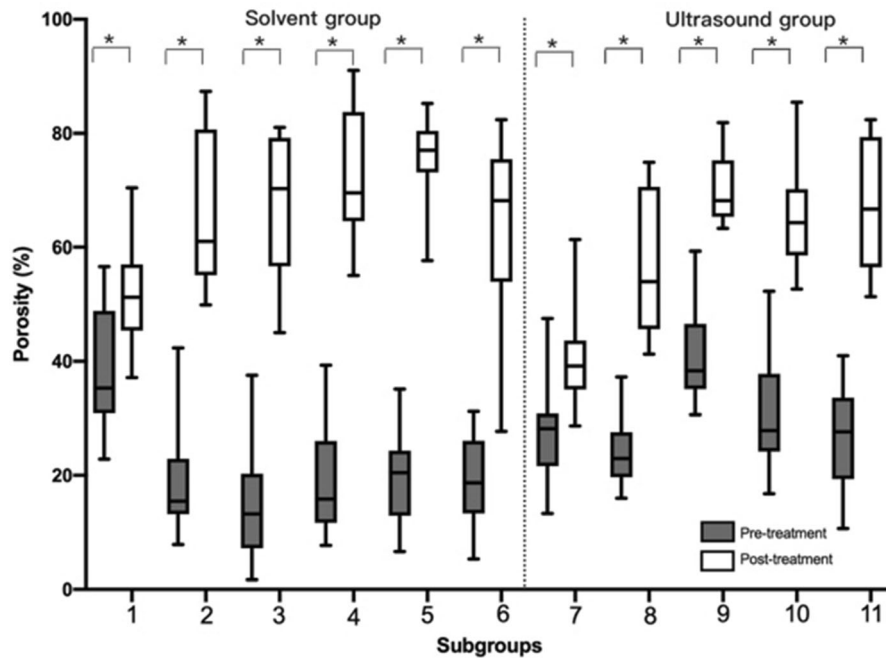 Solvent group
Ultrasound group
* * * * * * * * * * *
100
80
60
40
20
0
Porosity (%)
Pre-treatment
Post-treatment
1 2 3 4 5 6 7 8 9 10 11
Subgroups